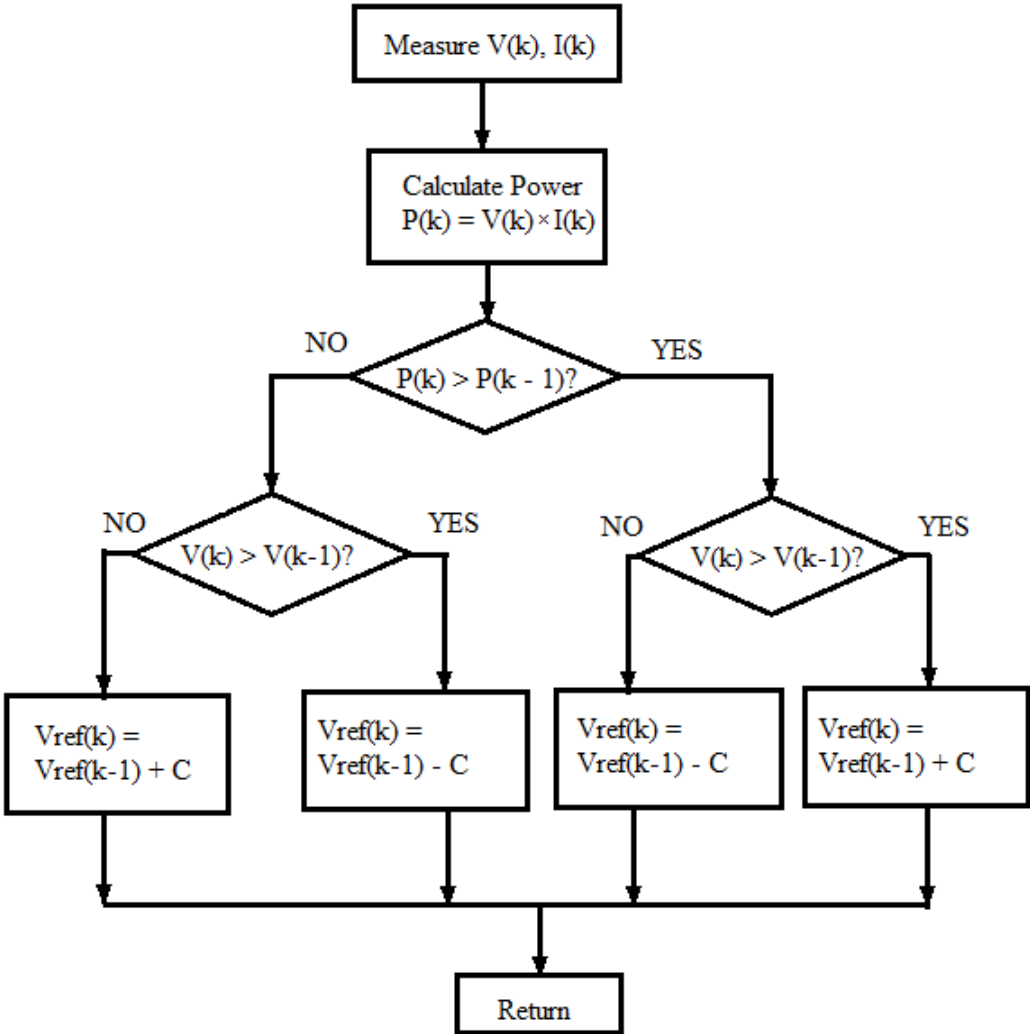 Measure V(k), I(k)
Calculate Power
P(k) = V(k)×I(k)
NO
YES
P(k) > P(k - 1)?
NO
YES
NO
YES
V(k) > V(k-1)?
V(k) > V(k-1)?
Vref(k) =
Vref(k-1) + C
Vref(k) =
Vref(k-1) - C
Vref(k) =
Vref(k-1) - C
Vref(k) =
Vref(k-1) + C
Return